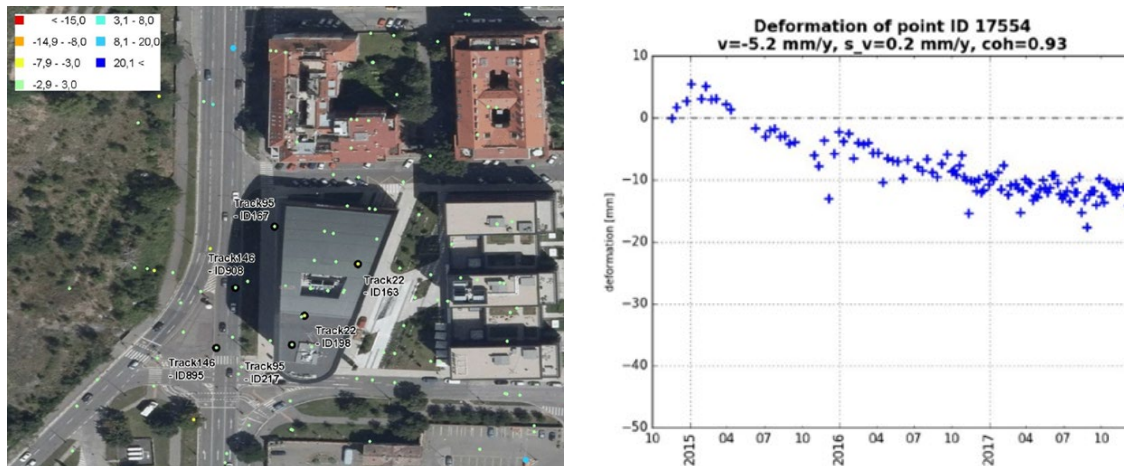 < -15,0
-14,9 - -8,0
-7,9 - -3,0
-2,9 - 3,0
3,1 - 8,0
8,1 - 20,0
20,1 <
Track95
- ID167
Track146
- ID908
Track22
- ID163
Track22
- ID198
Track146
- ID895
Track95
- ID217
Deformation of point ID 17554
v=-5.2 mm/y, s_v=0.2 mm/y, coh=0.93
deformation [mm]
10
0
−10
−20
−30
−40
−50
10
2015
04
07
10
2016
04
07
10
2017
04
07
10